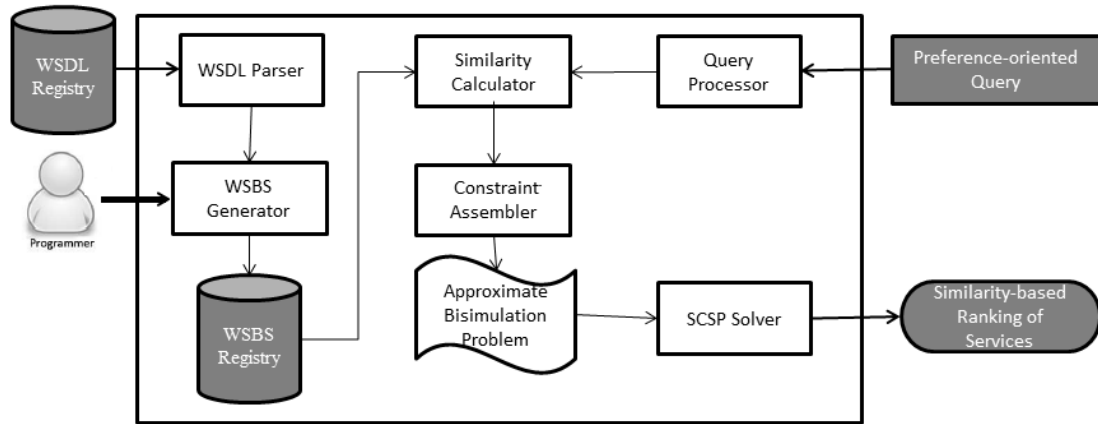 WSDL
Registry
WSDL Parser
Similarity
Calculator
Query
Processor
Preference-oriented
Query
Programmer
WSBS
Generator
Constraint
Assembler
WSBS
Registry
Approximate
Bisimulation
Problem
SCSP Solver
Similarity-based
Ranking of
Services